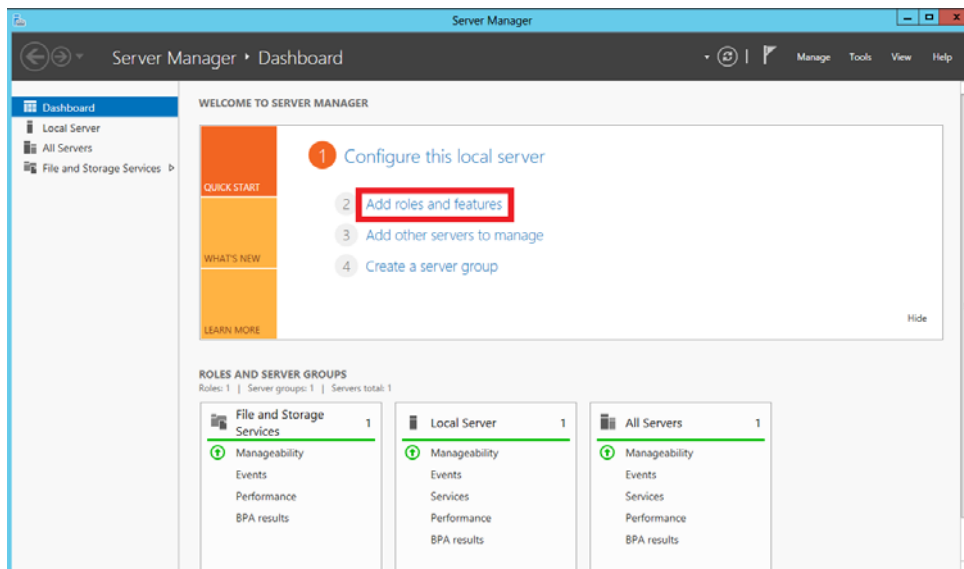 Server Manager
Server Manager ‣ Dashboard
Manage Tools View Help
Dashboard
Local Server
All Servers
File and Storage Services
WELCOME TO SERVER MANAGER
QUICK START
WHAT'S NEW
LEARN MORE
1 Configure this local server
2 Add roles and features
3 Add other servers to manage
4 Create a server group
Hide
ROLES AND SERVER GROUPS
Roles: 1 | Server groups: 1 | Servers total: 1
File and Storage
Services 1
Manageability
Events
Performance
BPA results
Local Server 1
Manageability
Events
Services
Performance
BPA results
All Servers 1
Manageability
Events
Services
Performance
BPA results